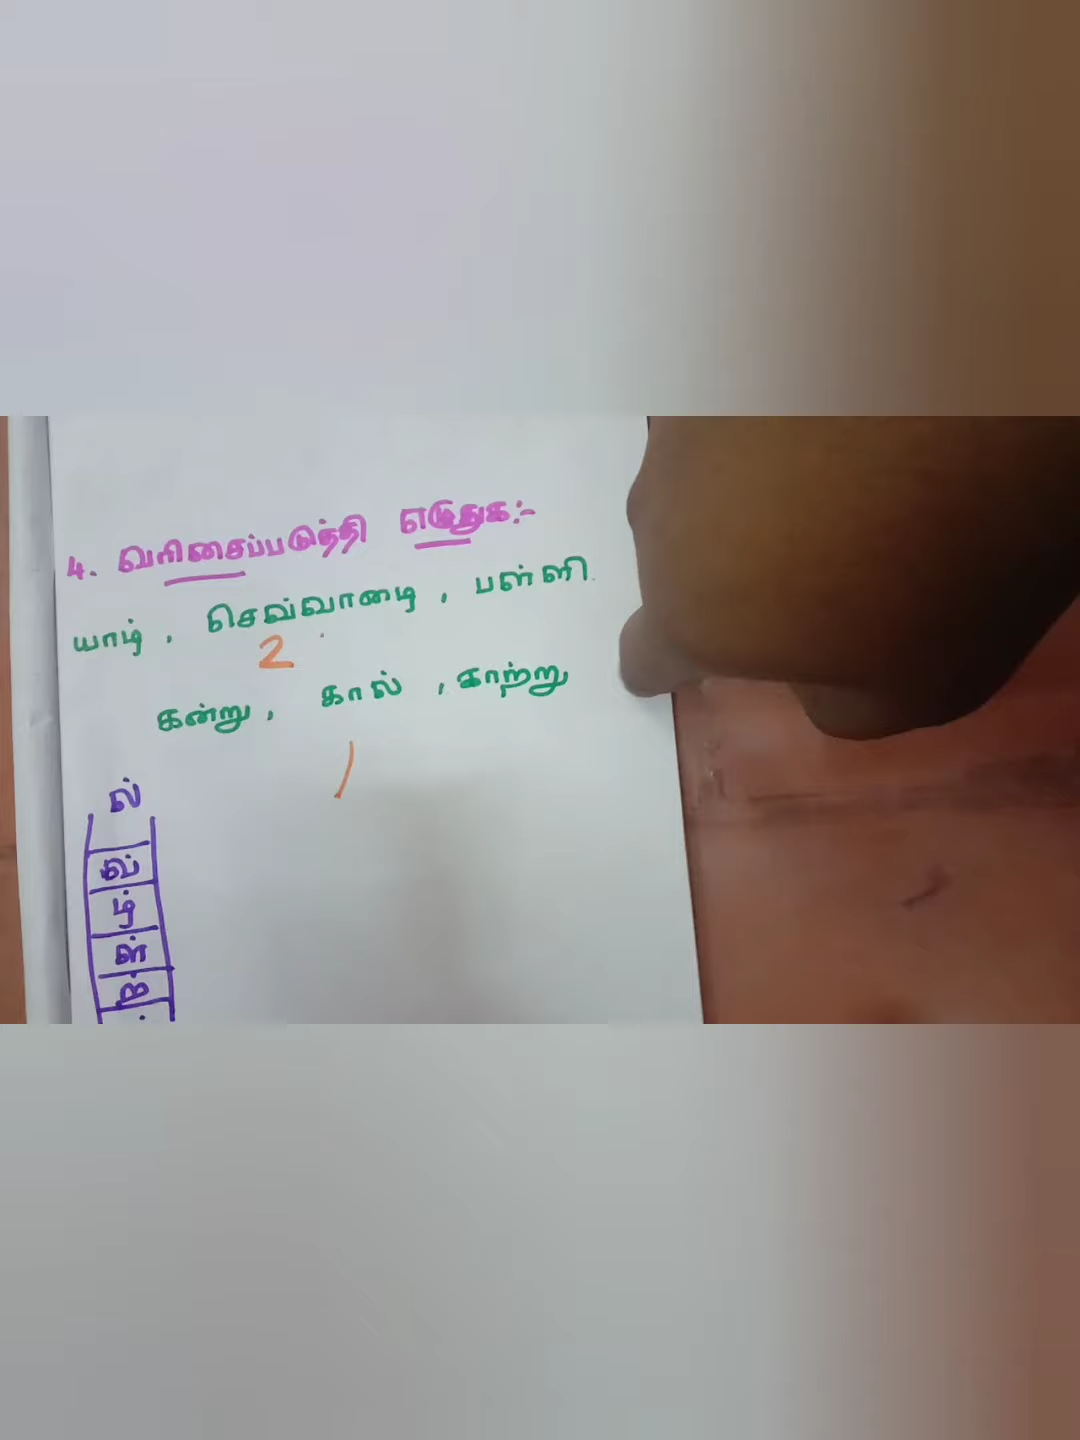 4. வரிசைப்படுத்தி எழுதுக:-
யாழ் , செவ்வாடை , பள்ளி.
2
கன்று , கால் , காற்று
1
ல்
வ்
ழ்
ள்
ற்